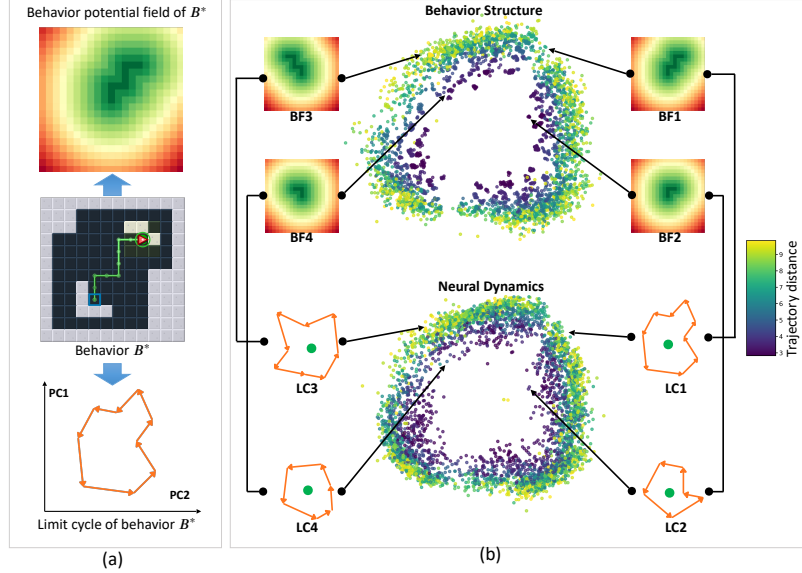 Behavior potential field of B*
Behavior B*
PC1
PC2
Limit cycle of behavior B*
(a)
Behavior Structure
BF3
BF1
BF4
BF2
Neural Dynamics
LC3
LC1
LC4
LC2
Trajectory distance
9
8
7
6
5
4
3
(b)